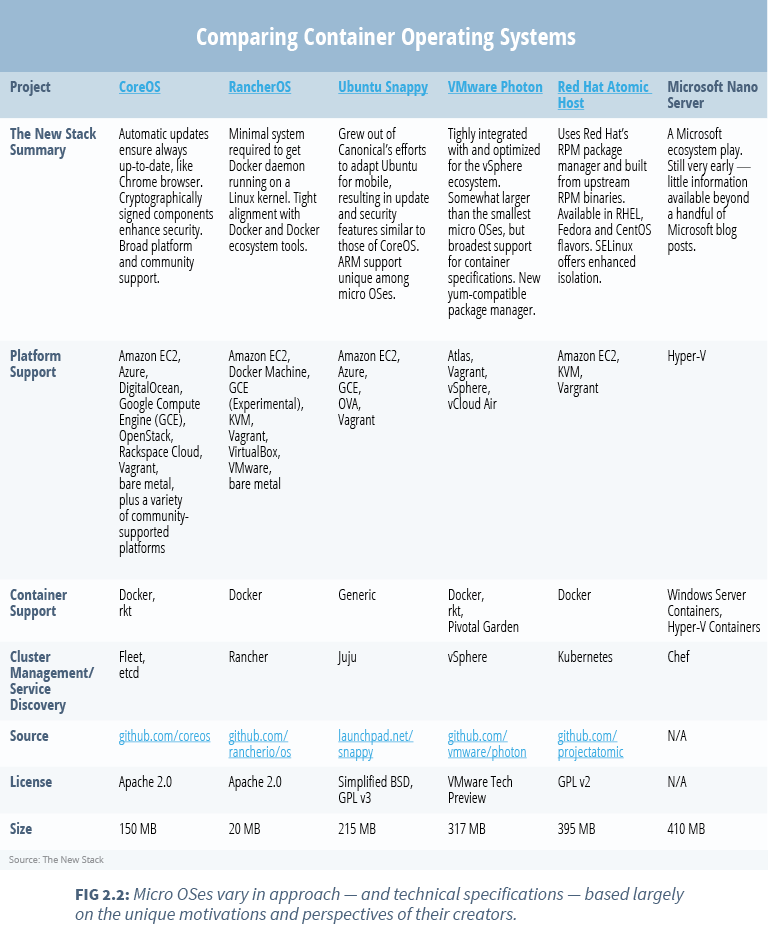 Comparing Container Operating Systems
Project
CoreOS
RancherOS
Ubuntu Snappy
VMware Photon
Red Hat Atomic
Host
Microsoft Nano
Server
The New Stack
Summary
Automatic updates
ensure always
up-to-date, like
Chrome browser.
Cryptographically
signed components
enhance security.
Broad platform
and community
support.
Minimal system
required to get
Docker daemon
running on a
Linux kernel. Tight
alignment with
Docker and Docker
ecosystem tools.
Grew out of
Canonical’s efforts
to adapt Ubuntu
for mobile,
resulting in update
and security
features similar to
those of CoreOS.
ARM support
unique among
micro OSes.
Tightly integrated
with and optimized
for the vSphere
ecosystem.
Somewhat larger
than the smallest
micro OSes, but
broadest support
for container
specifications. New
yum-compatible
package manager.
Uses Red Hat’s
RPM package
manager and built
from upstream
RPM binaries.
Available in RHEL,
Fedora and CentOS
flavors. SELinux
offers enhanced
isolation.
A Microsoft
ecosystem play.
Still very early —
little information
available beyond
a handful of
Microsoft blog
posts.
Platform
Support
Amazon EC2,
Azure,
DigitalOcean,
Google Compute
Engine (GCE),
OpenStack,
Rackspace Cloud,
Vagrant,
bare metal,
plus a variety
of community-
supported
platforms
Amazon EC2,
Docker Machine,
GCE
(Experimental),
KVM,
Vagrant,
VirtualBox,
VMware,
bare metal
Amazon EC2,
Azure,
GCE,
OVA,
Vagrant
Atlas,
Vagrant,
vSphere,
vCloud Air
Amazon EC2,
KVM,
Vargrant
Hyper-V
Container
Support
Docker,
rkt
Docker
Generic
Docker,
rkt,
Pivotal Garden
Docker
Windows Server
Containers,
Hyper-V Containers
Cluster
Management/
Service
Discovery
Fleet,
etcd
Rancher
Juju
vSphere
Kubernetes
Chef
Source
github.com/coreos
github.com/
rancherio/os
launchpad.net/
snappy
github.com/
vmware/photon
github.com/
projectatomic
N/A
License
Apache 2.0
Apache 2.0
Simplified BSD,
GPL v3
VMware Tech
Preview
GPL v2
N/A
Size
150 MB
20 MB
215 MB
317 MB
395 MB
410 MB
Source: The New Stack
FIG 2.2: Micro OSes vary in approach — and technical specifications — based largely
on the unique motivations and perspectives of their creators.